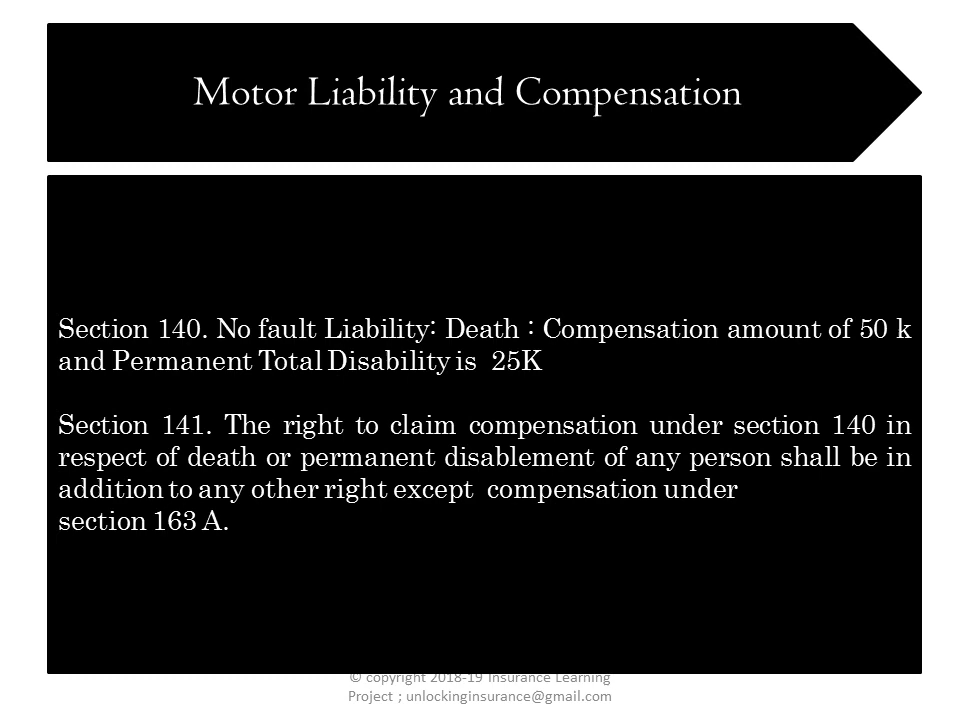 Motor Liability and Compensation
Section 140. No fault Liability: Death : Compensation amount of 50 k
and Permanent Total Disability is 25K
Section 141. The right to claim compensation under section 140 in
respect of death or permanent disablement of any person shall be in
addition to any other right except compensation under
section 163 A.
© copyright 2018-19 Insurance Learning
Project ; unlockinginsurance@gmail.com